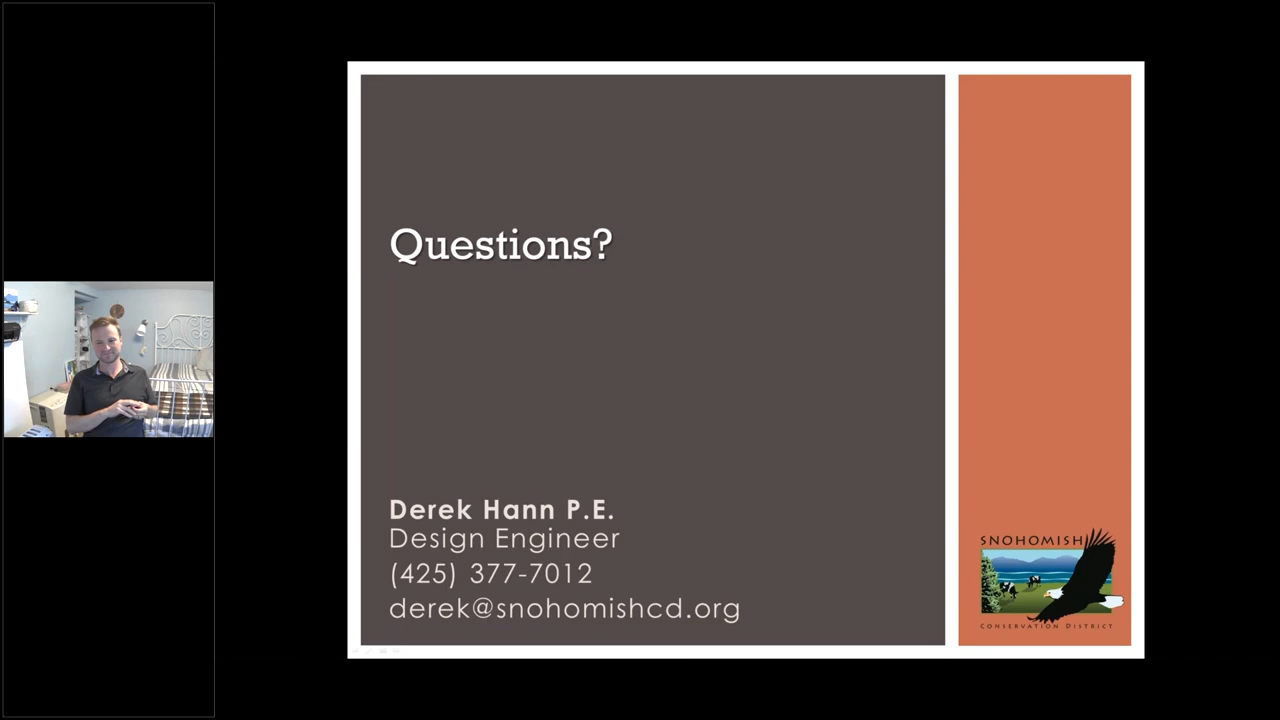 Questions?
Derek Hann P.E.
Design Engineer
(425) 377-7012
derek@snohomishcd.org
SNOHOMISH
CONSERVATION DISTRICT